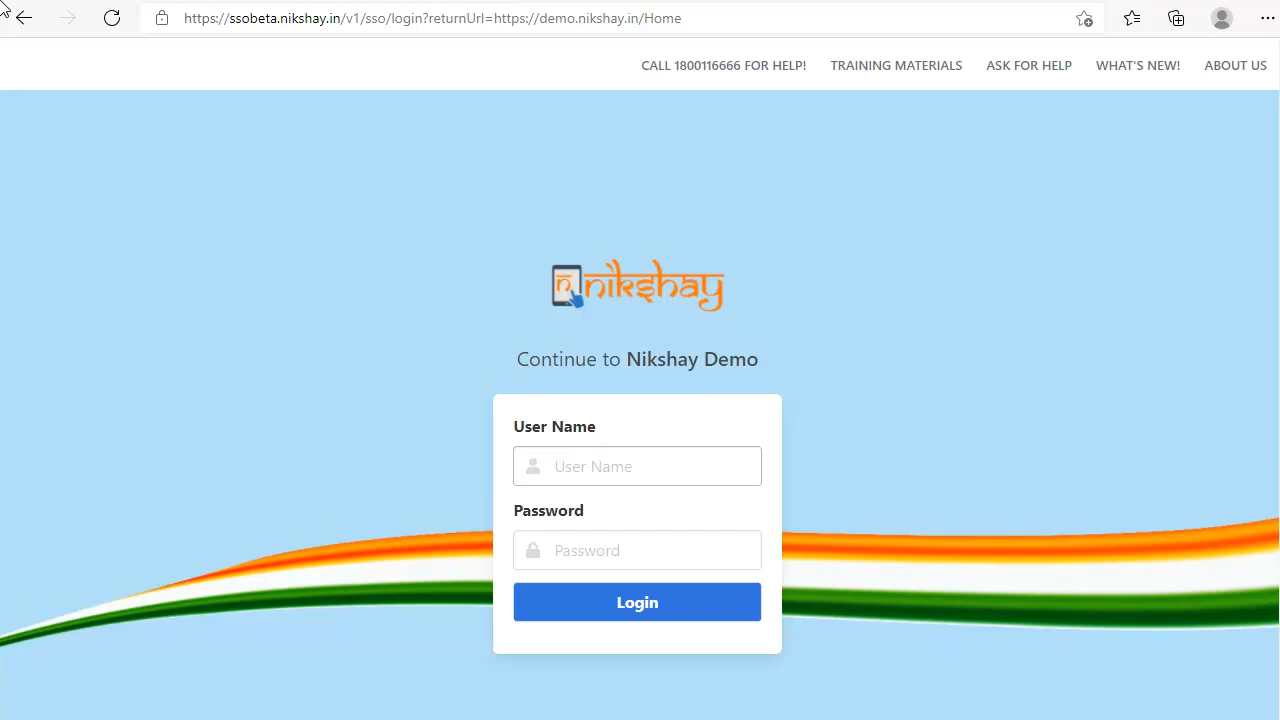 https://ssobeta.nikshay.in/v1/sso/login?returnUrl=https://demo.nikshay.in/Home
CALL 1800116666 FOR HELP! TRAINING MATERIALS ASK FOR HELP WHAT'S NEW! ABOUT US
n nikshay
Continue to Nikshay Demo
User Name
User Name
Password
Password
Login